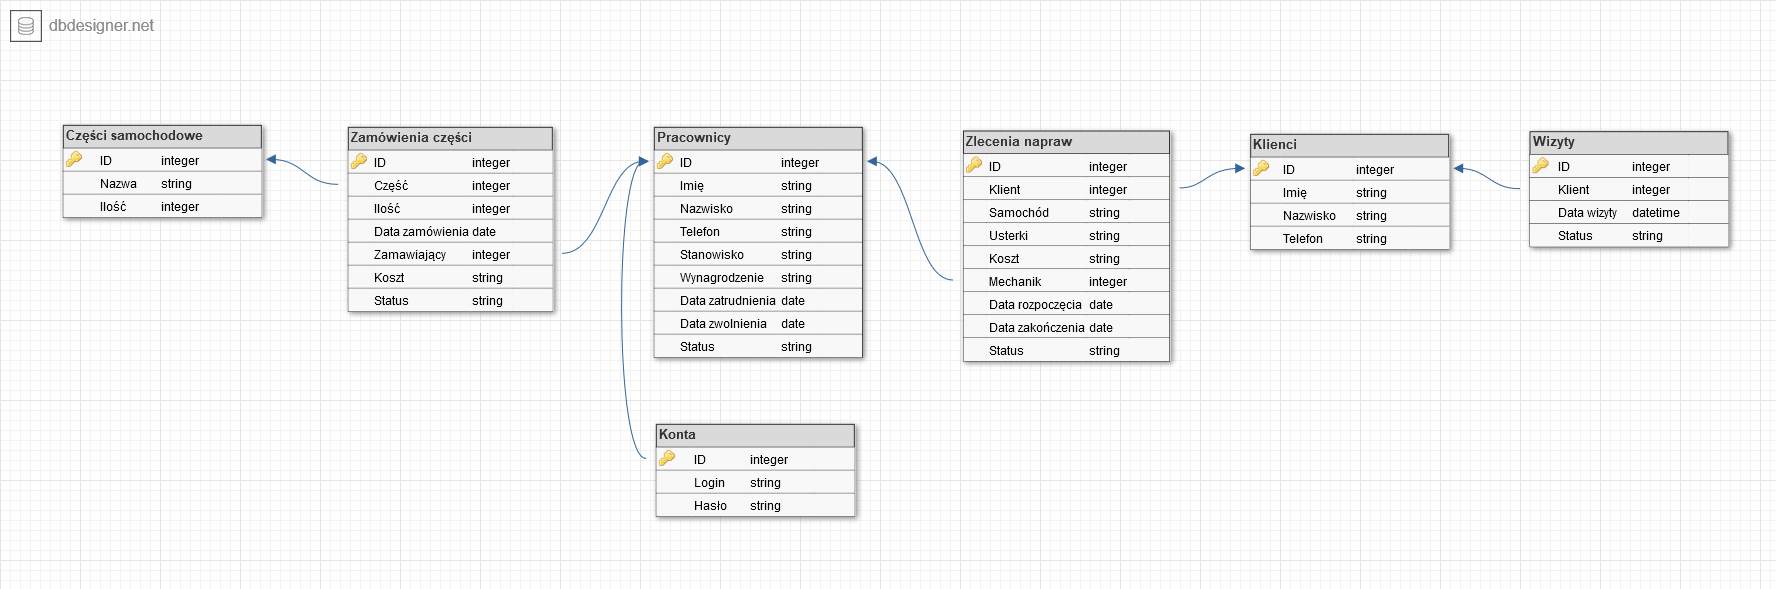 dbdesigner.net
Części samochodowe
ID integer
Nazwa string
Ilość integer
Zamówienia części
ID integer
Część integer
Ilość integer
Data zamówienia date
Zamawiający integer
Koszt string
Status string
Pracownicy
ID integer
Imię string
Nazwisko string
Telefon string
Stanowisko string
Wynagrodzenie string
Data zatrudnienia date
Data zwolnienia date
Status string
Zlecenia napraw
ID integer
Klient integer
Samochód string
Usterki string
Koszt string
Mechanik integer
Data rozpoczęcia date
Data zakończenia date
Status string
Klienci
ID integer
Imię string
Nazwisko string
Telefon string
Wizyty
ID integer
Klient integer
Data wizyty datetime
Status string
Konta
ID integer
Login string
Hasło string